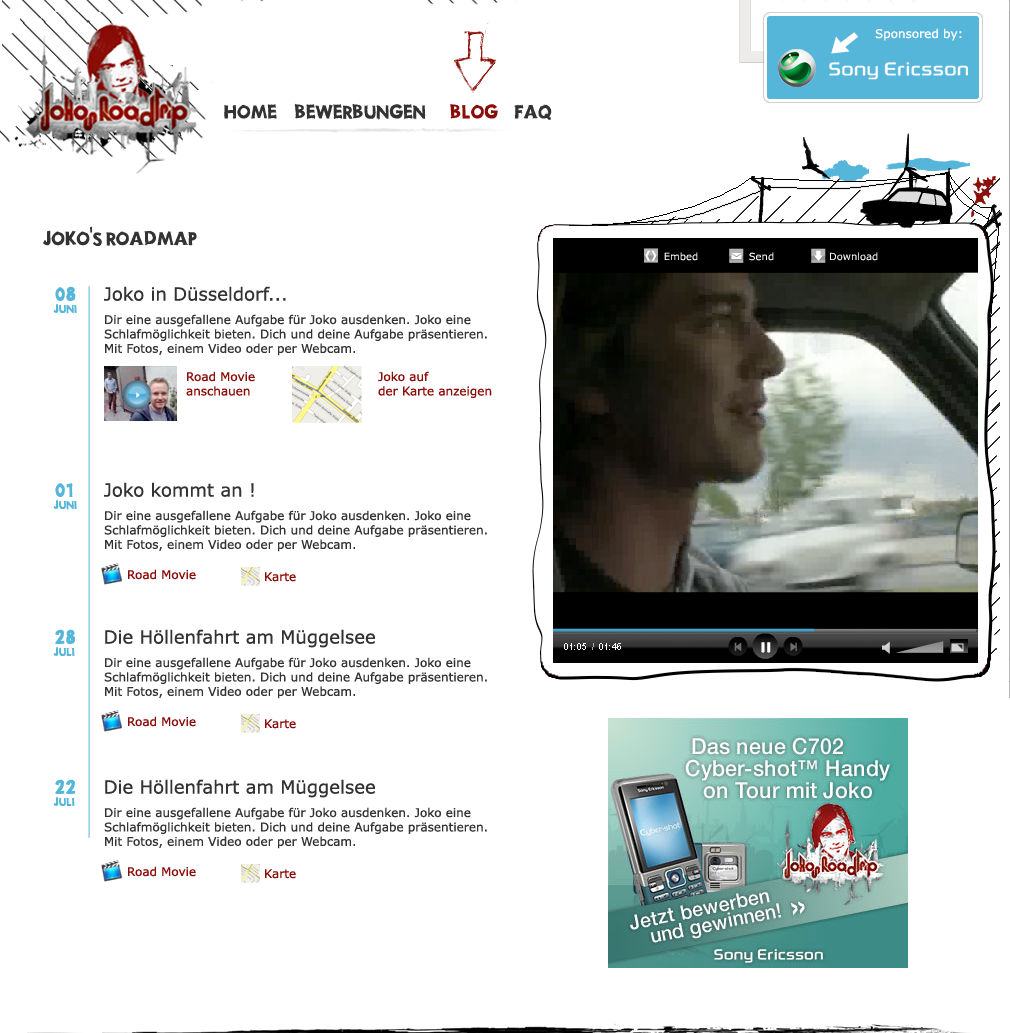 Sponsored by:
Sony Ericsson
Jokos RoadTrip
HOME BEWERBUNGEN BLOG FAQ
JOKO'S ROADMAP
08
JUNI
Joko in Düsseldorf...
Dir eine ausgefallene Aufgabe für Joko ausdenken. Joko eine
Schlafmöglichkeit bieten. Dich und deine Aufgabe präsentieren.
Mit Fotos, einem Video oder per Webcam.
Road Movie
anschauen
Joko auf
der Karte anzeigen
01
JUNI
Joko kommt an !
Dir eine ausgefallene Aufgabe für Joko ausdenken. Joko eine
Schlafmöglichkeit bieten. Dich und deine Aufgabe präsentieren.
Mit Fotos, einem Video oder per Webcam.
Road Movie
Karte
28
JULI
Die Höllenfahrt am Müggelsee
Dir eine ausgefallene Aufgabe für Joko ausdenken. Joko eine
Schlafmöglichkeit bieten. Dich und deine Aufgabe präsentieren.
Mit Fotos, einem Video oder per Webcam.
Road Movie
Karte
22
JULI
Die Höllenfahrt am Müggelsee
Dir eine ausgefallene Aufgabe für Joko ausdenken. Joko eine
Schlafmöglichkeit bieten. Dich und deine Aufgabe präsentieren.
Mit Fotos, einem Video oder per Webcam.
Road Movie
Karte
Embed Send Download
01:05 / 01:46
Das neue C702
Cyber-shot™ Handy
on Tour mit Joko
Sony Ericsson
Cyber-shot
Cyber-shot
Jokos RoadTrip
Jetzt bewerben
und gewinnen! »
Sony Ericsson